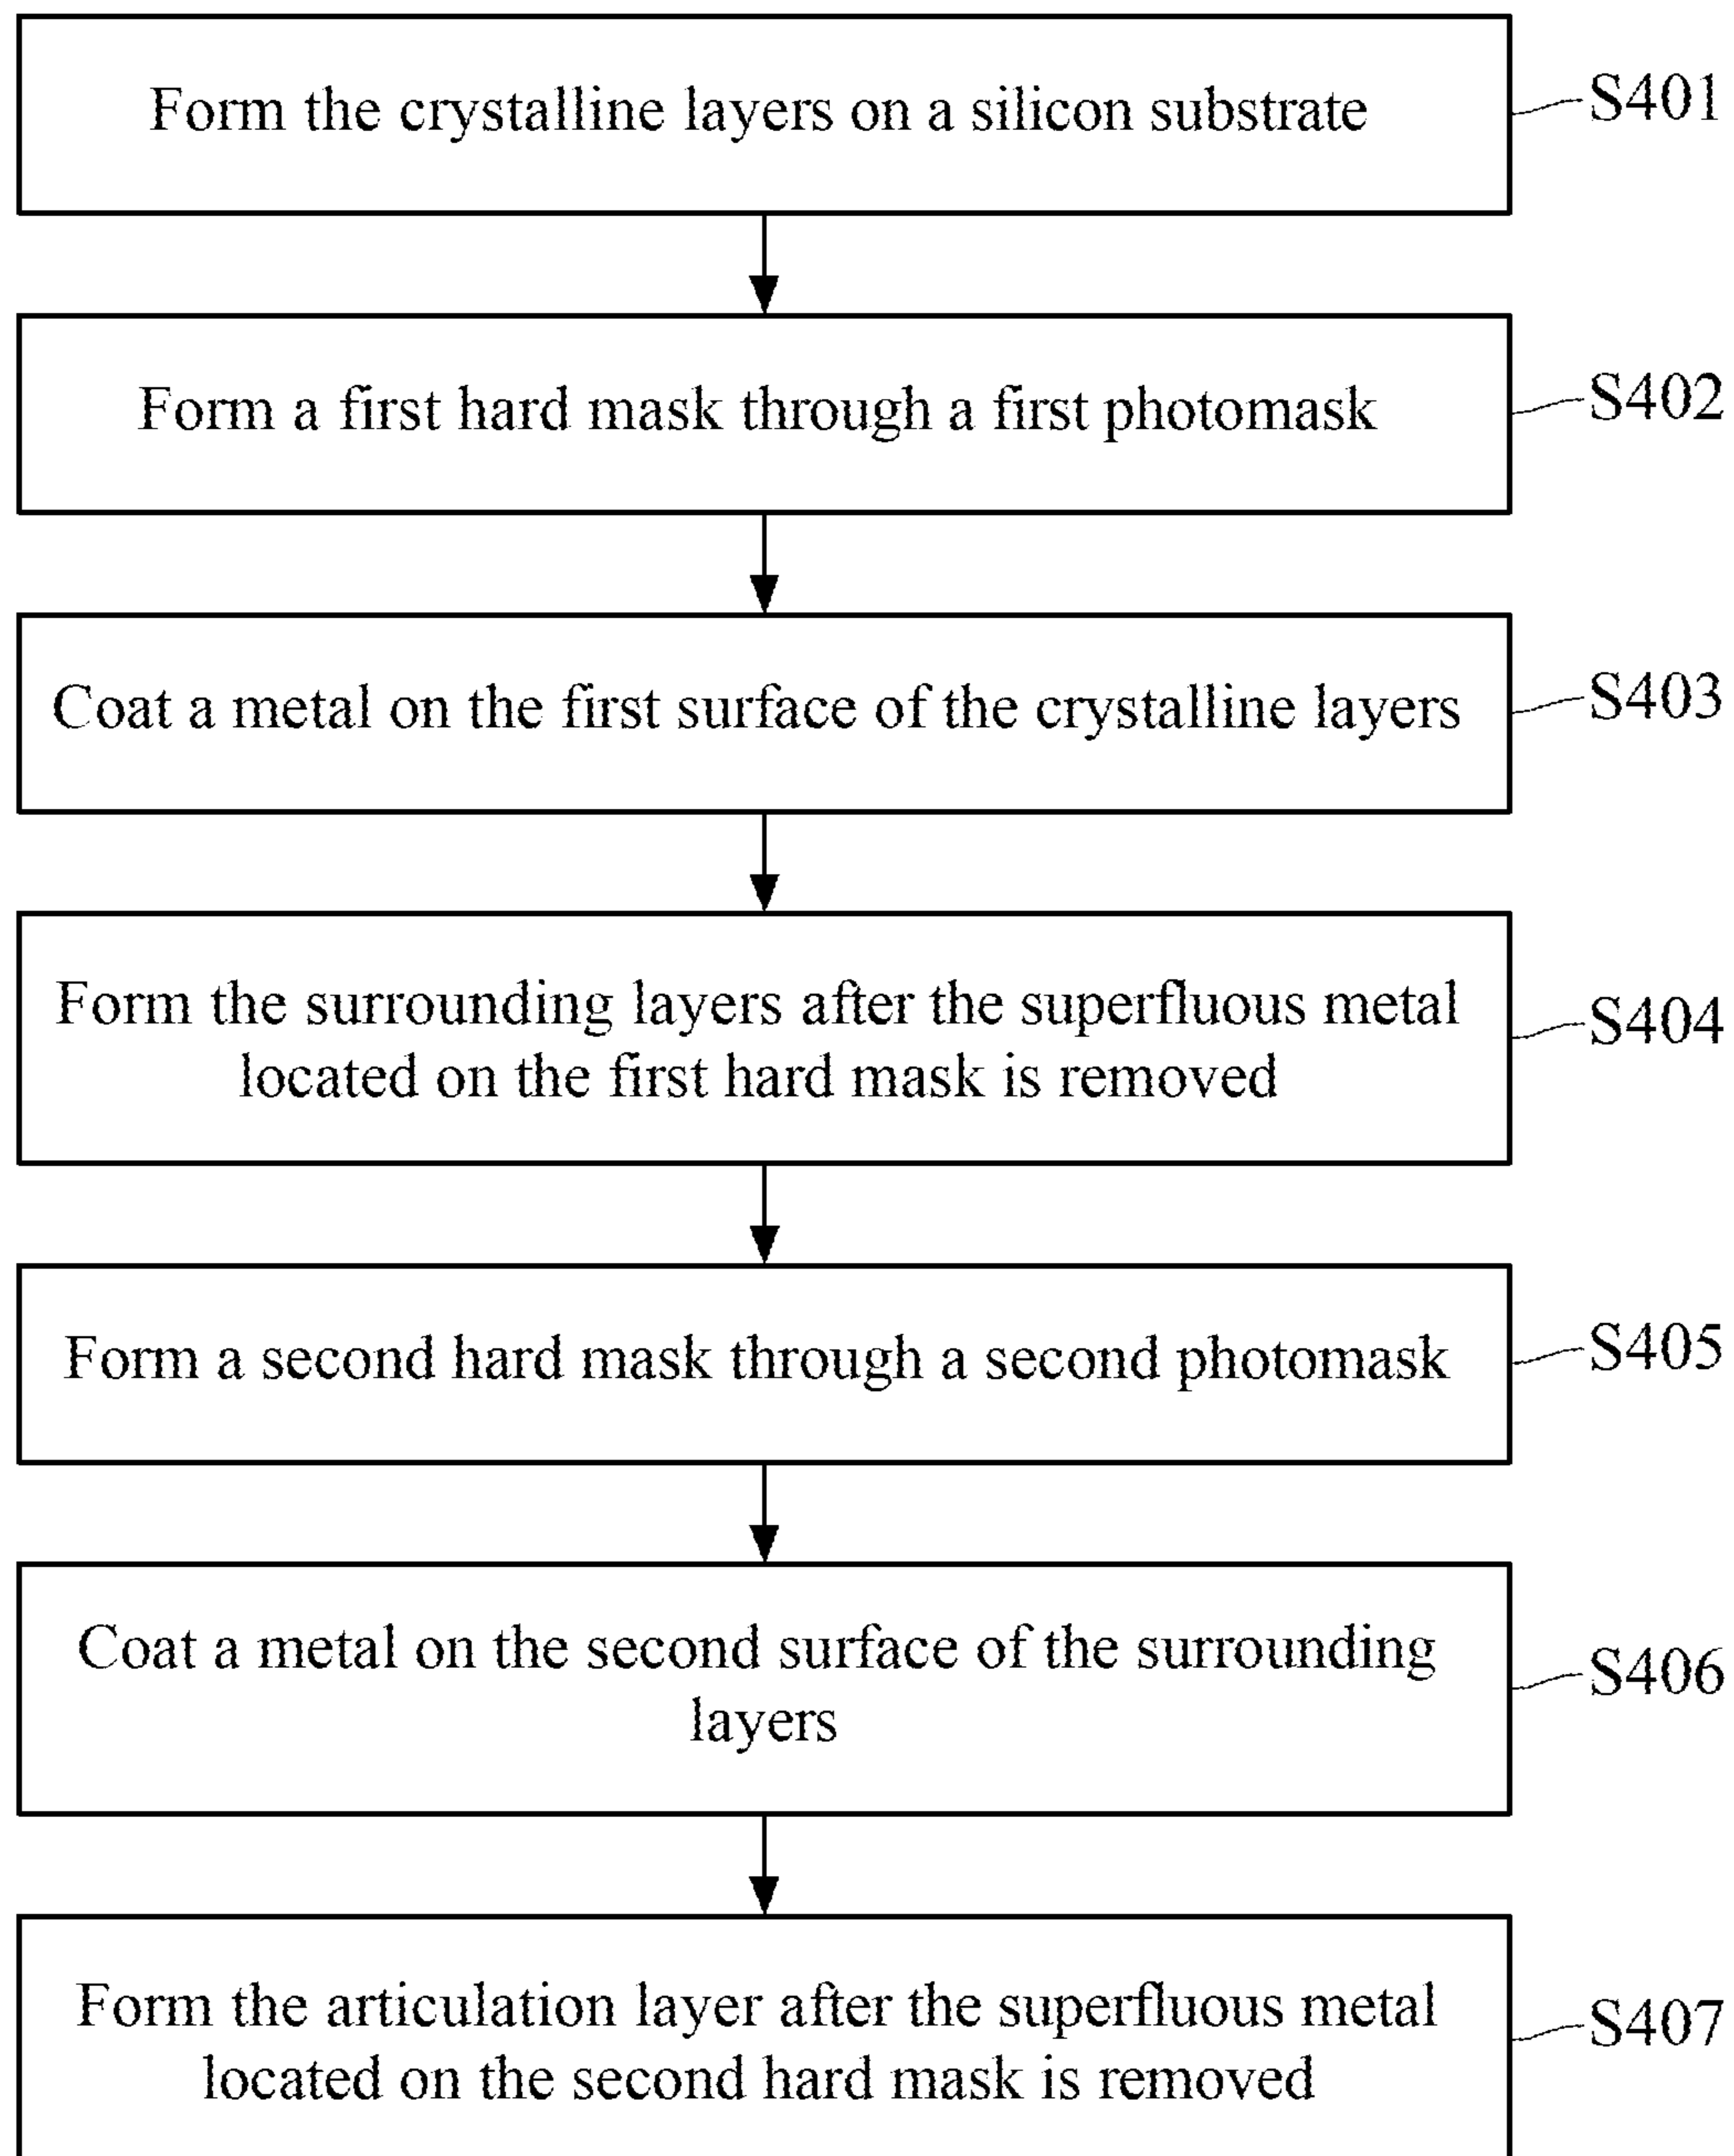 Form the crystalline layers on a silicon substrate
S401
Form a first hard mask through a first photomask
S402
Coat a metal on the first surface of the crystalline layers
S403
Form the surrounding layers after the superfluous metal
located on the first hard mask is removed
S404
Form a second hard mask through a second photomask
S405
Coat a metal on the second surface of the surrounding
layers
S406
Form the articulation layer after the superfluous metal
located on the second hard mask is removed
S407